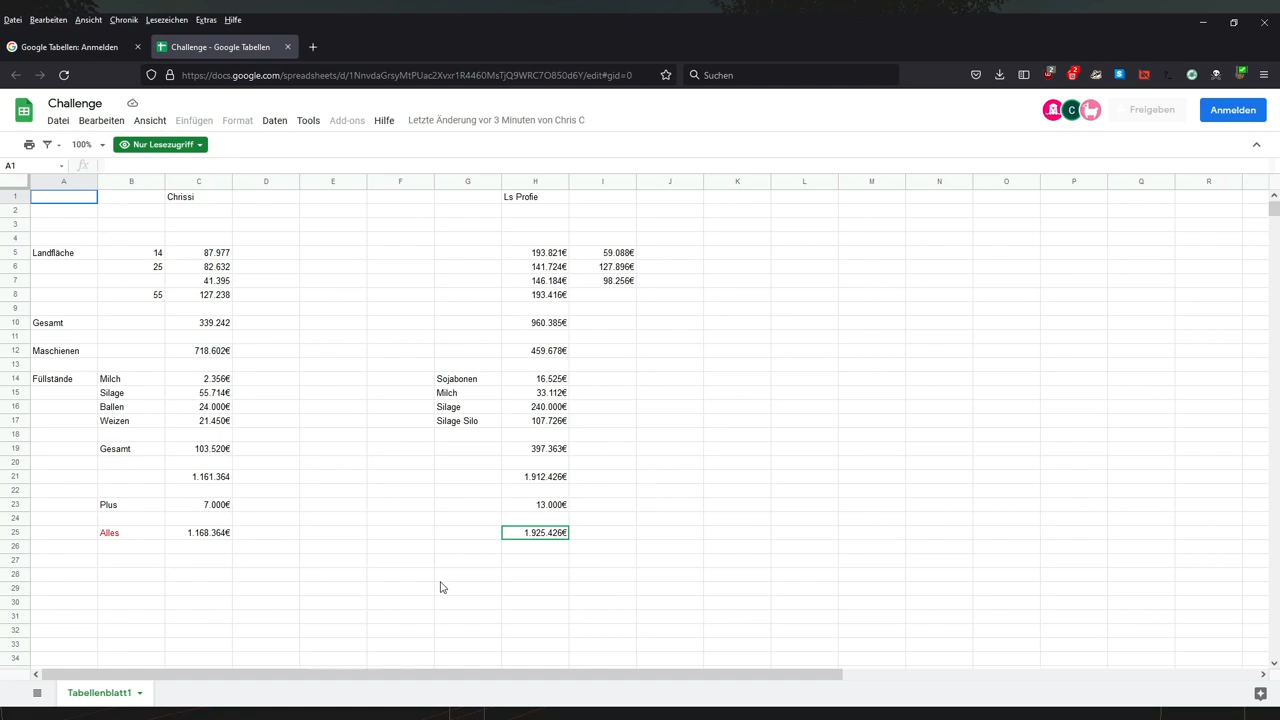 Datei Bearbeiten Ansicht Chronik Lesezeichen Extras Hilfe
Google Tabellen: Anmelden
Challenge - Google Tabellen
https://docs.google.com/spreadsheets/d/1NnvdaGrsyMtPUac2Xvxr1R4460MsTjQ9WRC7O850d6Y/edit#gid=0
Suchen
Challenge
Datei Bearbeiten Ansicht Einfügen Format Daten Tools Add-ons Hilfe Letzte Änderung vor 3 Minuten von Chris C
C
Freigeben
Anmelden
100% Nur Lesezugriff
A1 fx
A B C D E F G H I J K L M N O P Q R
1 Chrissi Ls Profie
2
3
4
5 Landfläche 14 87.977 193.821€ 59.088€
6 25 82.632 141.724€ 127.896€
7 41.395 146.184€ 98.256€
8 55 127.238 193.416€
9
10 Gesamt 339.242 960.385€
11
12 Maschienen 718.602€ 459.678€
13
14 Füllstände Milch 2.356€ Sojabonen 16.525€
15 Silage 55.714€ Milch 33.112€
16 Ballen 24.000€ Silage 240.000€
17 Weizen 21.450€ Silage Silo 107.726€
18
19 Gesamt 103.520€ 397.363€
20
21 1.161.364 1.912.426€
22
23 Plus 7.000€ 13.000€
24
25 Alles 1.168.364€ 1.925.426€
26
27
28
29
30
31
32
33
34
Tabellenblatt1